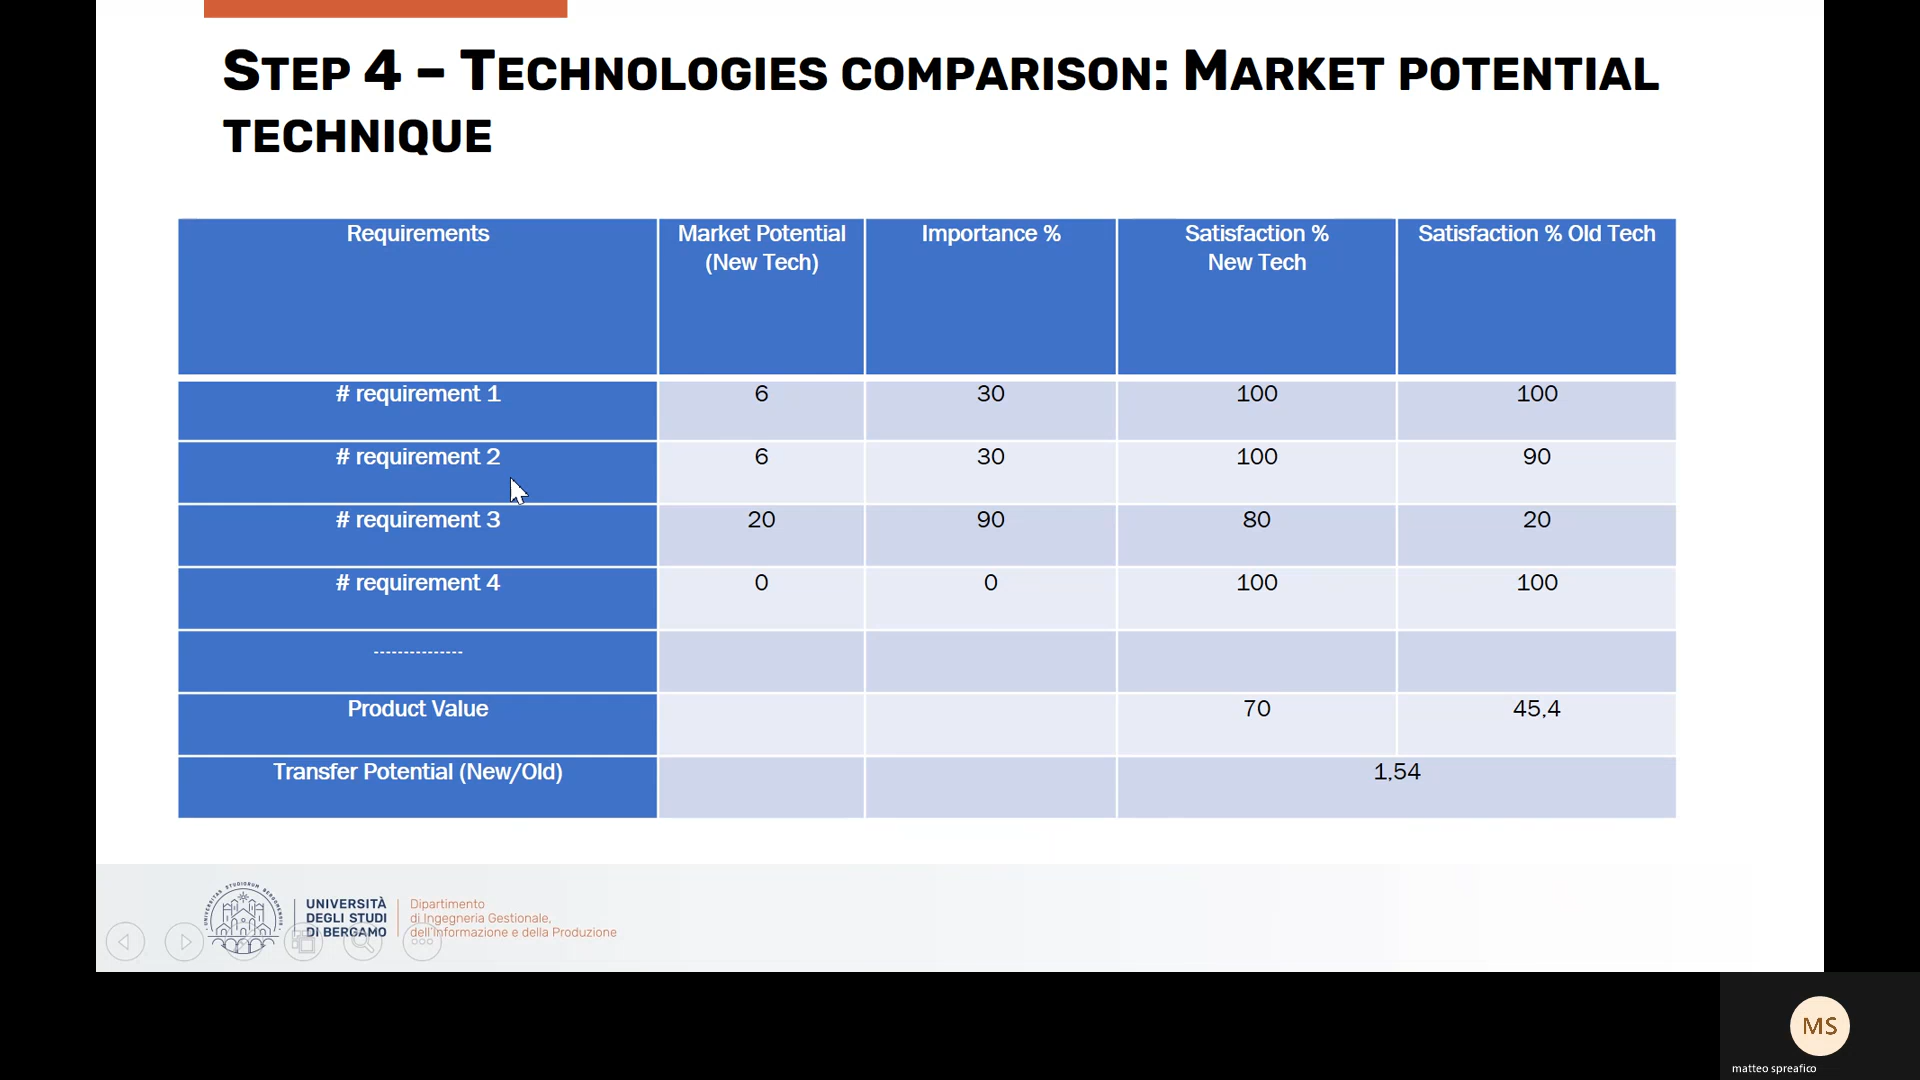 STEP 4 – TECHNOLOGIES COMPARISON: MARKET POTENTIAL
TECHNIQUE
Requirements
Market Potential
(New Tech)
Importance %
Satisfaction %
New Tech
Satisfaction % Old Tech
# requirement 1
6
30
100
100
# requirement 2
6
30
100
90
# requirement 3
20
90
80
20
# requirement 4
0
0
100
100
---------------
Product Value
70
45,4
Transfer Potential (New/Old)
1,54
UNIVERSITÀ
DEGLI STUDI
DI BERGAMO
Dipartimento
di Ingegneria Gestionale,
dell'Informazione e della Produzione
MS
matteo spreafico